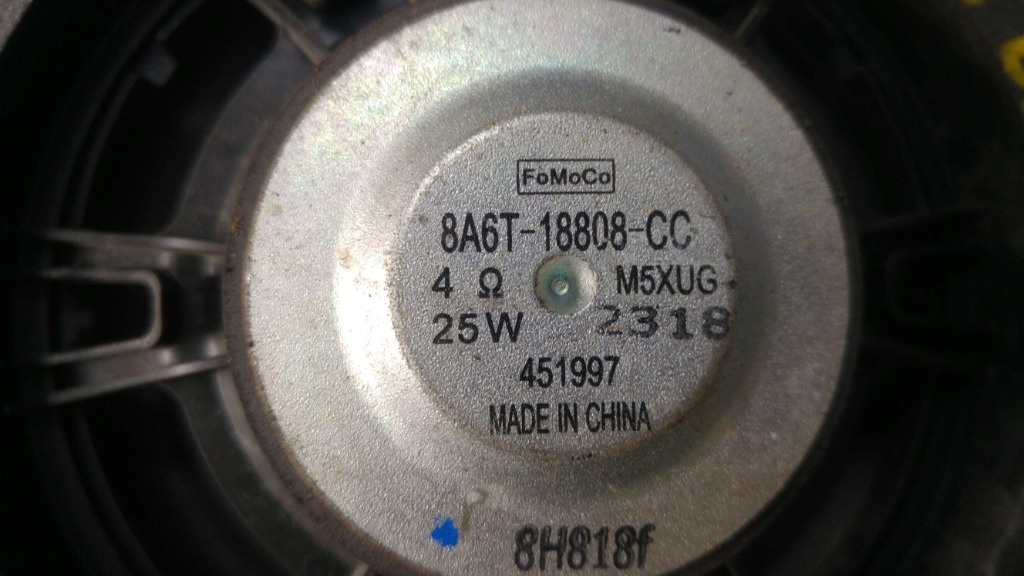 FoMoCo
8A6T-18808-CC
4 Ω M5XUG
25W 2318
451997
MADE IN CHINA
8H818f